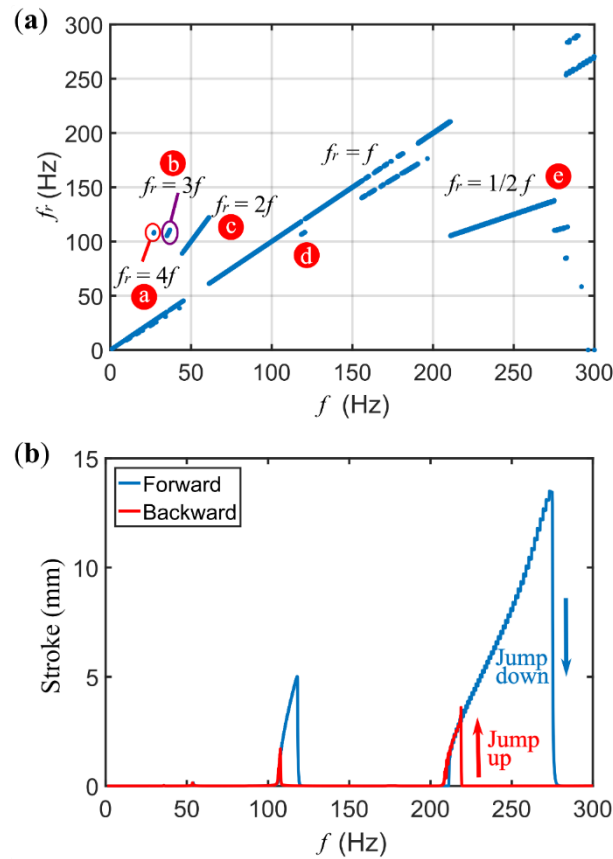 (a)
300
250
200
150
100
50
0
fᵣ (Hz)
b
fᵣ = 3f
fᵣ = 2f
c
fᵣ = 4f
a
fᵣ = f
d
fᵣ = 1/2 f
e
0 50 100 150 200 250 300
f (Hz)
(b)
15
10
5
0
Stroke (mm)
Forward
Backward
Jump
down
Jump
up
0 50 100 150 200 250 300
f (Hz)